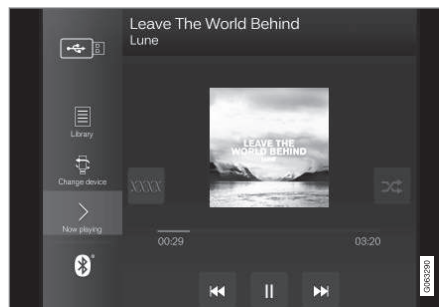 Leave The World Behind
Lune
Library
Change device
Now playing
LEAVE THE
WORLD BEHIND
LUNE
XXXX
00:29
03:20
G063290